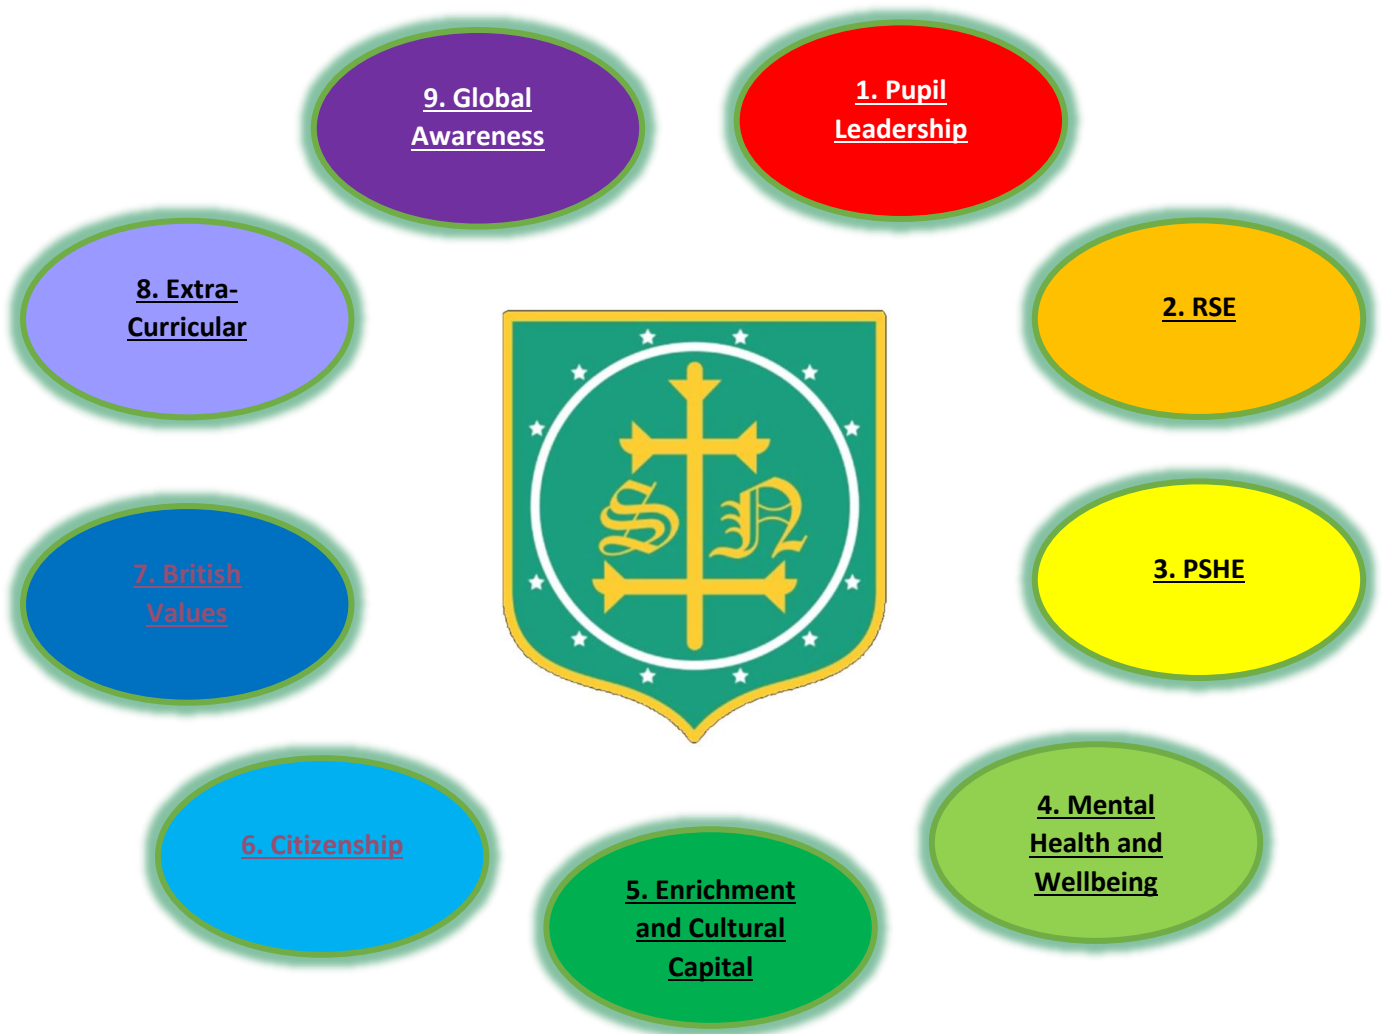 1. Pupil
Leadership
2. RSE
3. PSHE
4. Mental
Health and
Wellbeing
5. Enrichment
and Cultural
Capital
6. Citizenship
7. British
Values
8. Extra-
Curricular
9. Global
Awareness
S N